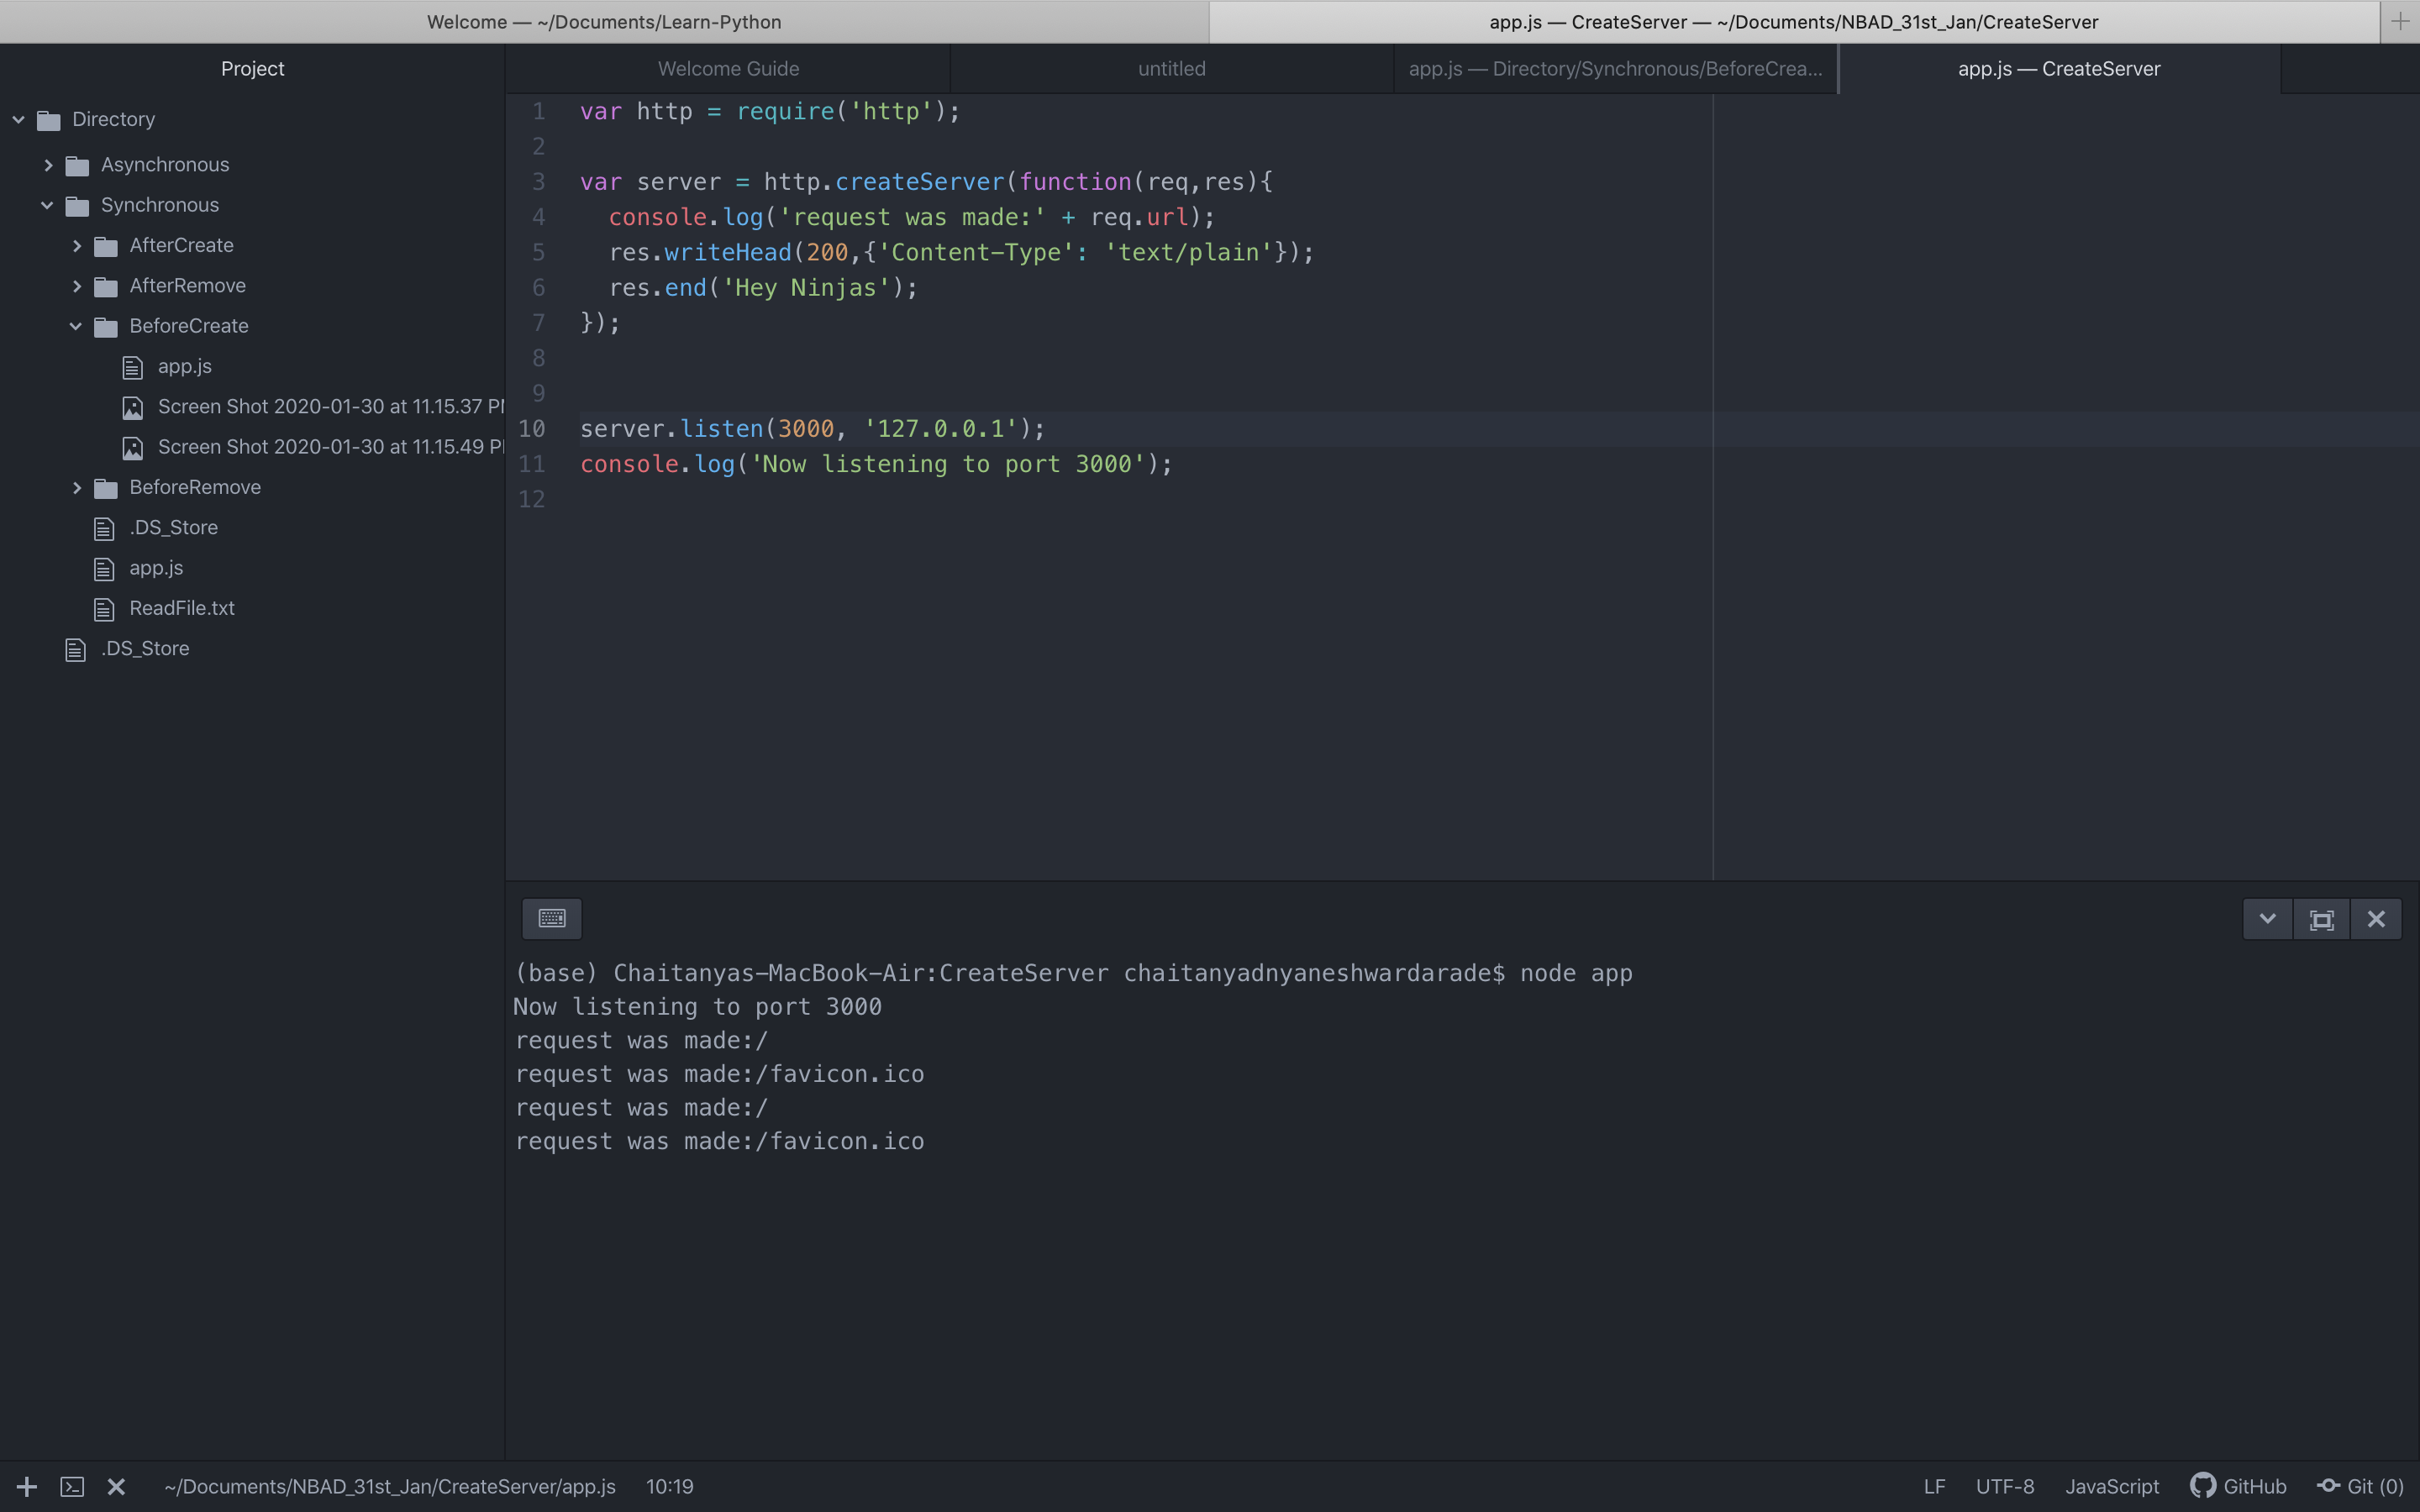 Welcome — ~/Documents/Learn-Python
app.js — CreateServer — ~/Documents/NBAD_31st_Jan/CreateServer
Project
Directory
Asynchronous
Synchronous
AfterCreate
AfterRemove
BeforeCreate
app.js
Screen Shot 2020-01-30 at 11.15.37 P
Screen Shot 2020-01-30 at 11.15.49 P
BeforeRemove
.DS_Store
app.js
ReadFile.txt
.DS_Store
Welcome Guide
untitled
app.js — Directory/Synchronous/BeforeCrea...
app.js — CreateServer
1 var http = require('http');
2
3 var server = http.createServer(function(req,res){
4   console.log('request was made:' + req.url);
5   res.writeHead(200,{'Content-Type': 'text/plain'});
6   res.end('Hey Ninjas');
7 });
8
9
10 server.listen(3000, '127.0.0.1');
11 console.log('Now listening to port 3000');
12
(base) Chaitanyas-MacBook-Air:CreateServer chaitanyadnyaneshwardarade$ node app
Now listening to port 3000
request was made:/
request was made:/favicon.ico
request was made:/
request was made:/favicon.ico
~/Documents/NBAD_31st_Jan/CreateServer/app.js 10:19
LF UTF-8 JavaScript GitHub Git (0)